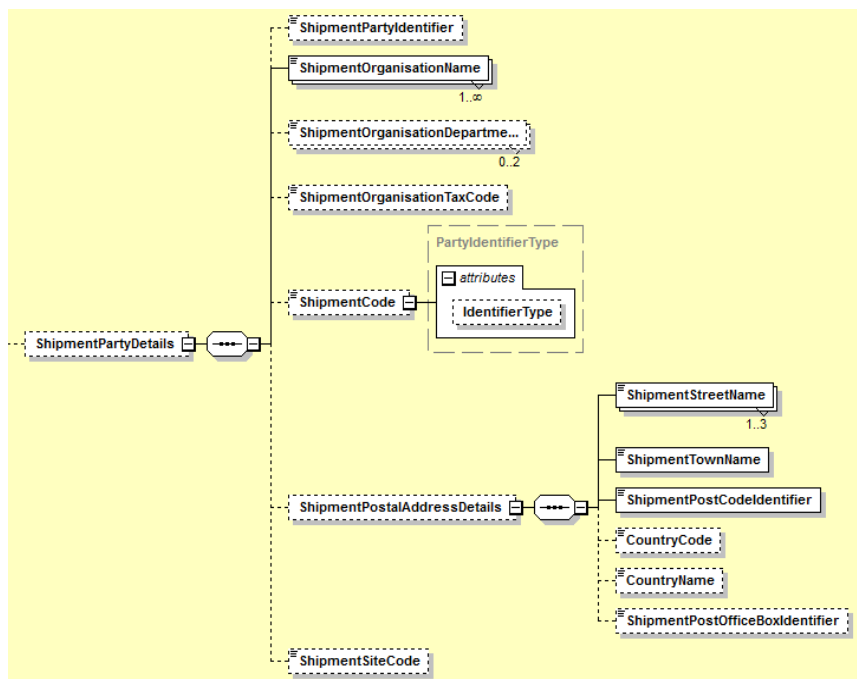 ShipmentPartyIdentifier
ShipmentOrganisationName
1..∞
ShipmentOrganisationDepartme...
0..2
ShipmentOrganisationTaxCode
PartyIdentifierType
attributes
ShipmentCode
IdentifierType
ShipmentPartyDetails
ShipmentStreetName
1..3
ShipmentTownName
ShipmentPostCodeIdentifier
ShipmentPostalAddressDetails
CountryCode
CountryName
ShipmentPostOfficeBoxIdentifier
ShipmentSiteCode